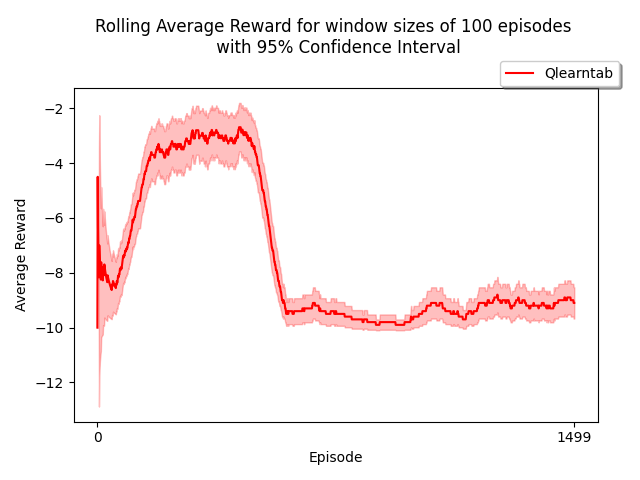 Rolling Average Reward for window sizes of 100 episodes
with 95% Confidence Interval
Qlearntab
−2
−4
−6
−8
−10
−12
Average Reward
0
1499
Episode